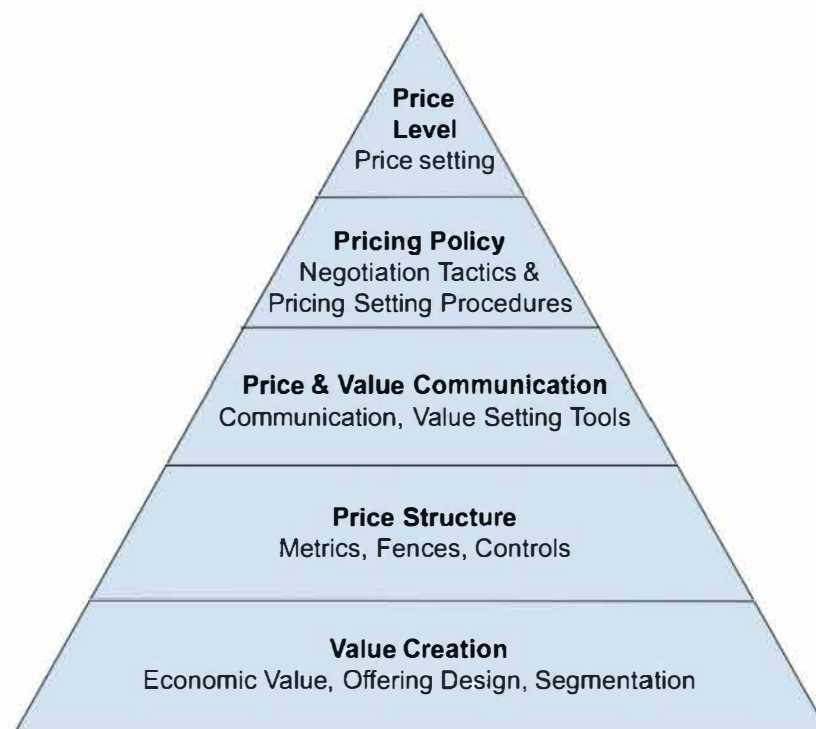 Price
Level
Price setting
Pricing Policy
Negotiation Tactics &
Pricing Setting Procedures
Price & Value Communication
Communication, Value Setting Tools
Price Structure
Metrics, Fences, Controls
Value Creation
Economic Value, Offering Design, Segmentation